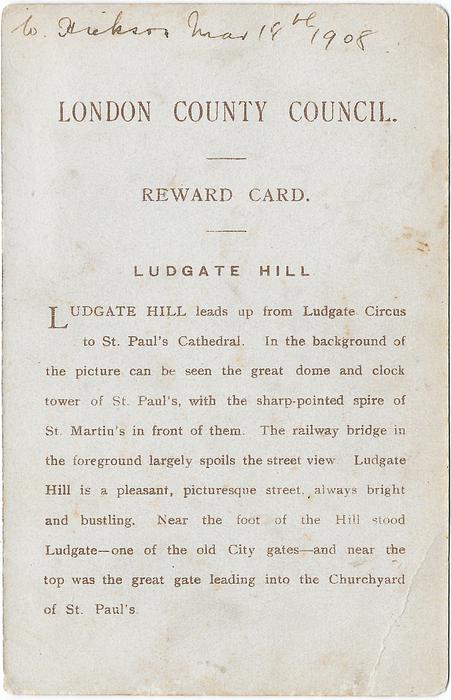 W. Hickson Mar 19th 1908
LONDON COUNTY COUNCIL.
REWARD CARD.
LUDGATE HILL
LUDGATE HILL leads up from Ludgate Circus
to St. Paul's Cathedral. In the background of
the picture can be seen the great dome and clock
tower of St. Paul's, with the sharp-pointed spire of
St. Martin's in front of them. The railway bridge in
the foreground largely spoils the street view Ludgate
Hill is a pleasant, picturesque street, always bright
and bustling. Near the foot of the Hill stood
Ludgate—one of the old City gates—and near the
top was the great gate leading into the Churchyard
of St. Paul's